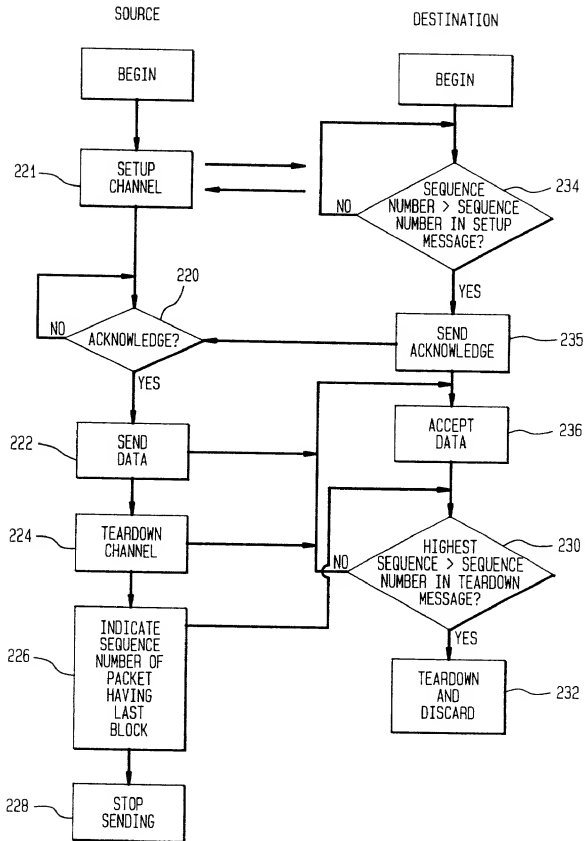 SOURCE
DESTINATION
BEGIN
BEGIN
221
SETUP
CHANNEL
SEQUENCE
NUMBER > SEQUENCE
NUMBER IN SETUP
MESSAGE?
234
NO
YES
220
ACKNOWLEDGE?
NO
YES
SEND
ACKNOWLEDGE
235
222
SEND
DATA
ACCEPT
DATA
236
224
TEARDOWN
CHANNEL
HIGHEST
SEQUENCE > SEQUENCE
NUMBER IN TEARDOWN
MESSAGE?
230
NO
YES
226
INDICATE
SEQUENCE
NUMBER OF
PACKET
HAVING
LAST
BLOCK
TEARDOWN
AND
DISCARD
232
228
STOP
SENDING